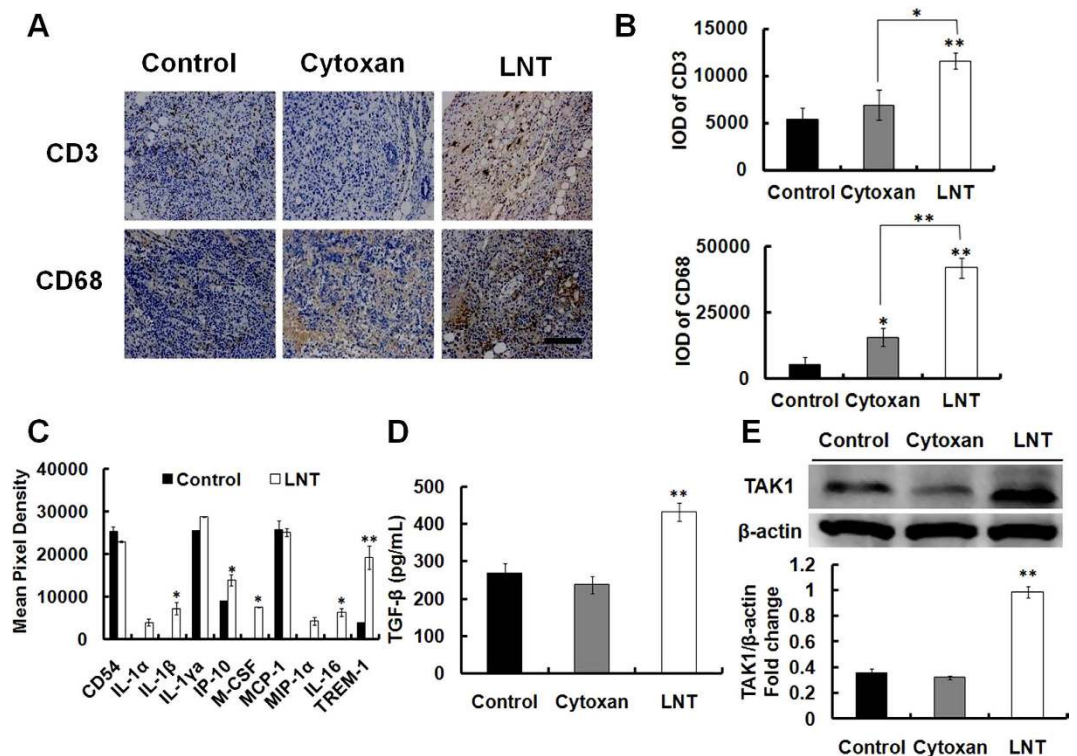 A
Control Cytoxan LNT
CD3
CD68
B
IOD of CD3
15000
10000
5000
0
*
**
Control Cytoxan LNT
IOD of CD68
50000
25000
0
**
**
*
Control Cytoxan LNT
C
Mean Pixel Density
40000
30000
20000
10000
0
Control LNT
*
*
*
*
**
CD54
IL-1α
IL-1β
IL-1γa
IP-10
M-CSF
MCP-1
MIP-1α
IL-16
TREM-1
D
TGF-β (pg/mL)
500
400
300
200
100
0
**
Control Cytoxan LNT
E
Control Cytoxan LNT
TAK1
β-actin
TAK1/β-actin
Fold change
1.2
1
0.8
0.6
0.4
0.2
0
**
Control Cytoxan LNT